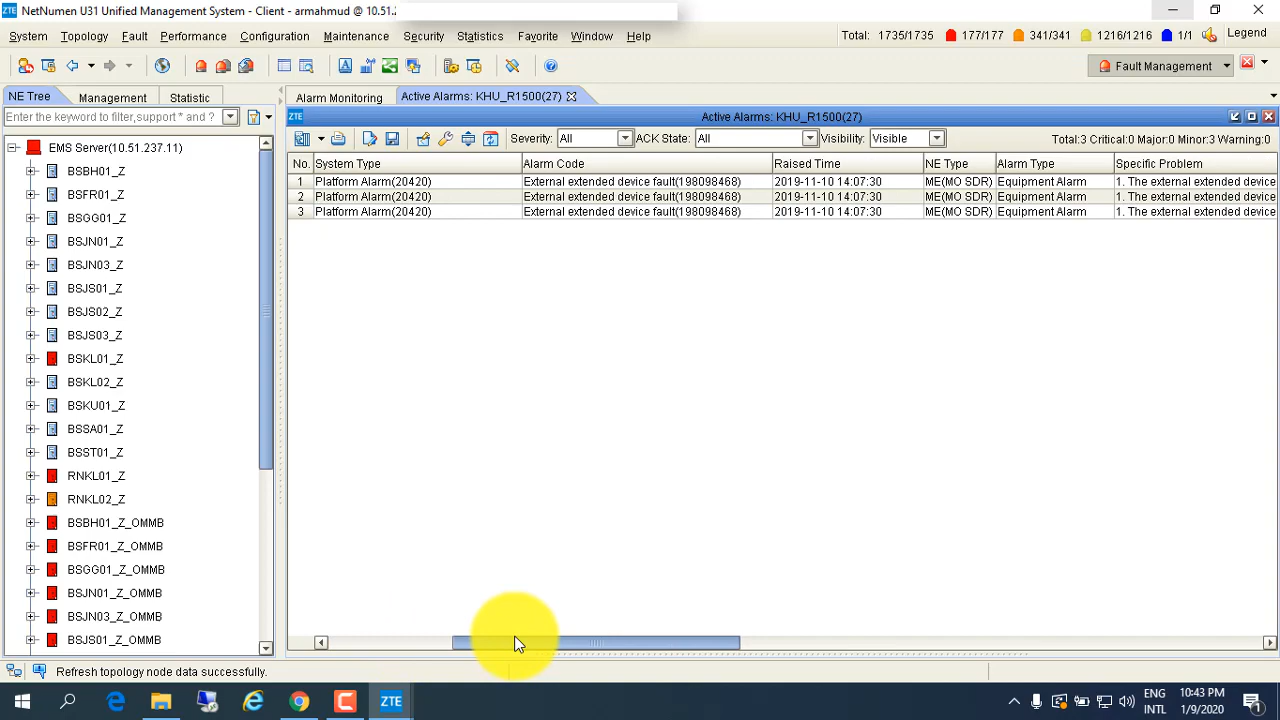 ZTE NetNumen U31 Unified Management System - Client - armahmud @ 10.51.2
System Topology Fault Performance Configuration Maintenance Security Statistics Favorite Window Help Total: 1735/1735 177/177 341/341 1216/1216 1/1 Legend
Fault Management
NE Tree Management Statistic Alarm Monitoring Active Alarms: KHU_R1500(27)
Enter the keyword to filter,support * and ? ZTE Active Alarms: KHU_R1500(27)
Severity: All ACK State: All Visibility: Visible Total:3 Critical:0 Major:0 Minor:3 Warning:0
No. System Type Alarm Code Raised Time NE Type Alarm Type Specific Problem
1 Platform Alarm(20420) External extended device fault(198098468) 2019-11-10 14:07:30 ME(MO SDR) Equipment Alarm 1. The external extended device
2 Platform Alarm(20420) External extended device fault(198098468) 2019-11-10 14:07:30 ME(MO SDR) Equipment Alarm 1. The external extended device
3 Platform Alarm(20420) External extended device fault(198098468) 2019-11-10 14:07:30 ME(MO SDR) Equipment Alarm 1. The external extended device
EMS Server(10.51.237.11)
BSBH01_Z
BSFR01_Z
BSGG01_Z
BSJN01_Z
BSJN03_Z
BSJS01_Z
BSJS02_Z
BSJS03_Z
BSKL01_Z
BSKL02_Z
BSKU01_Z
BSSA01_Z
BSST01_Z
RNKL01_Z
RNKL02_Z
BSBH01_Z_OMMB
BSFR01_Z_OMMB
BSGG01_Z_OMMB
BSJN01_Z_OMMB
BSJN03_Z_OMMB
BSJS01_Z_OMMB
Refresh topology node data successfully.
ZTE
ENG
INTL
10:43 PM
1/9/2020
1